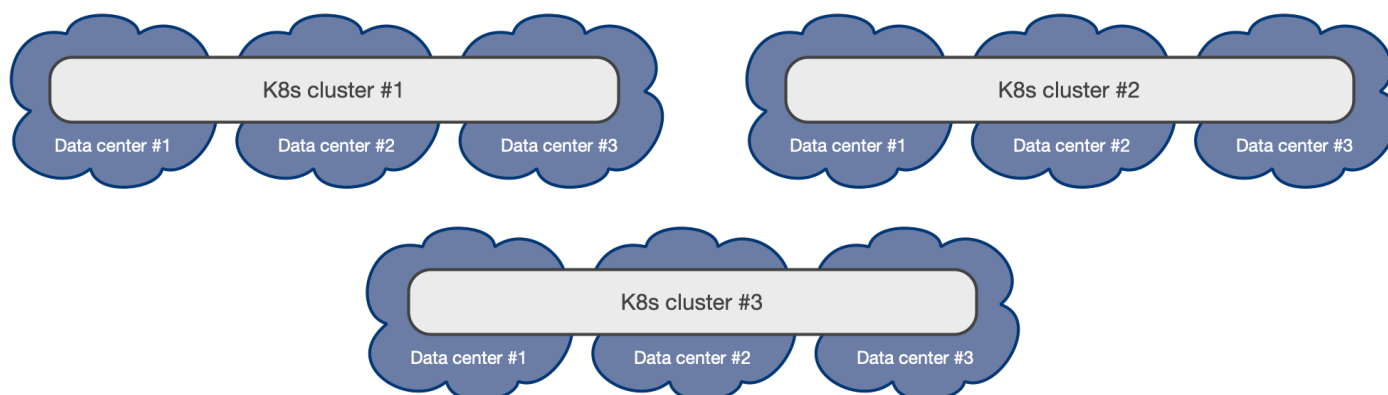 K8s cluster #1
Data center #1
Data center #2
Data center #3
K8s cluster #2
Data center #1
Data center #2
Data center #3
K8s cluster #3
Data center #1
Data center #2
Data center #3